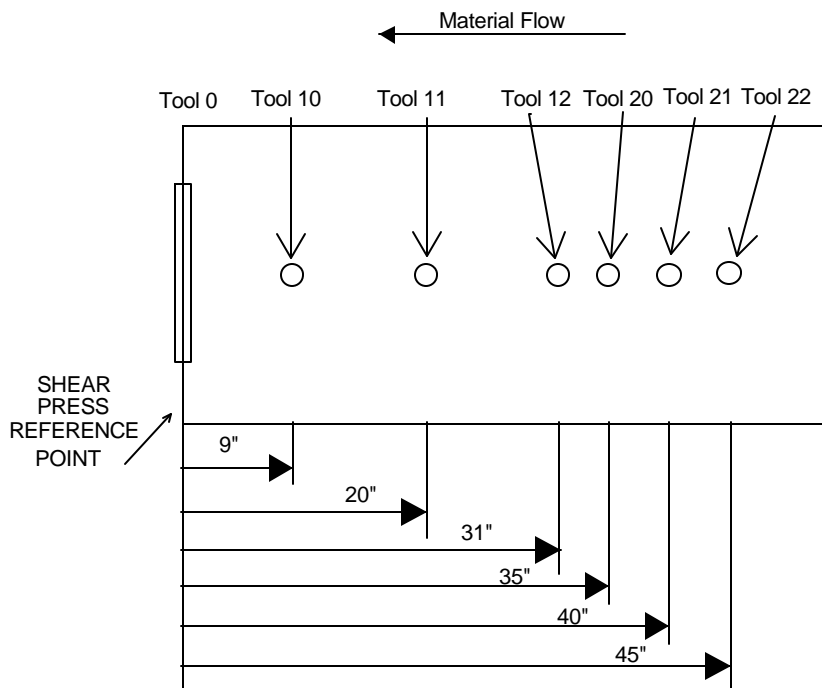 Material Flow
Tool 0 Tool 10 Tool 11 Tool 12 Tool 20 Tool 21 Tool 22
SHEAR
PRESS
REFERENCE
POINT
9"
20"
31"
35"
40"
45"